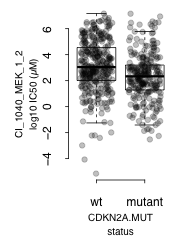 CI_1040_MEK_1_2
log10 IC50 (µM)
6
4
2
0
−2
−4
wt mutant
CDKN2A.MUT
status